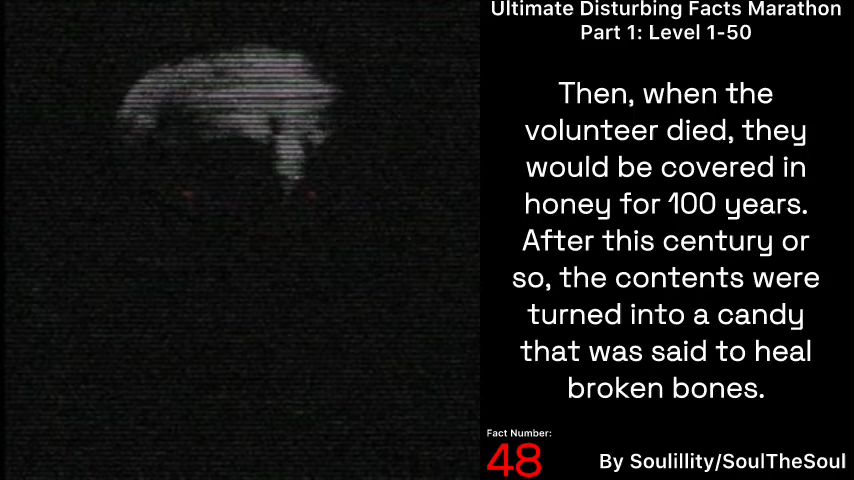 Ultimate Disturbing Facts Marathon
Part 1: Level 1-50
Then, when the
volunteer died, they
would be covered in
honey for 100 years.
After this century or
so, the contents were
turned into a candy
that was said to heal
broken bones.
Fact Number:
48
By Soulillity/SoulTheSoul